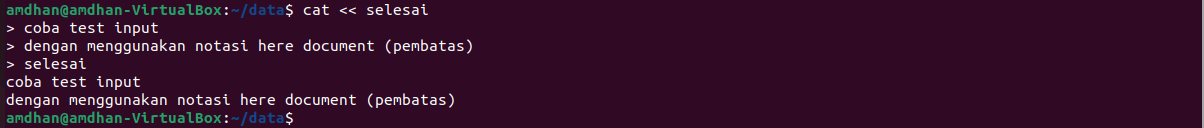 amdhan@amdhan-VirtualBox:~/data$ cat << selesai
> coba test input
> dengan menggunakan notasi here document (pembatas)
> selesai
coba test input
dengan menggunakan notasi here document (pembatas)
amdhan@amdhan-VirtualBox:~/data$